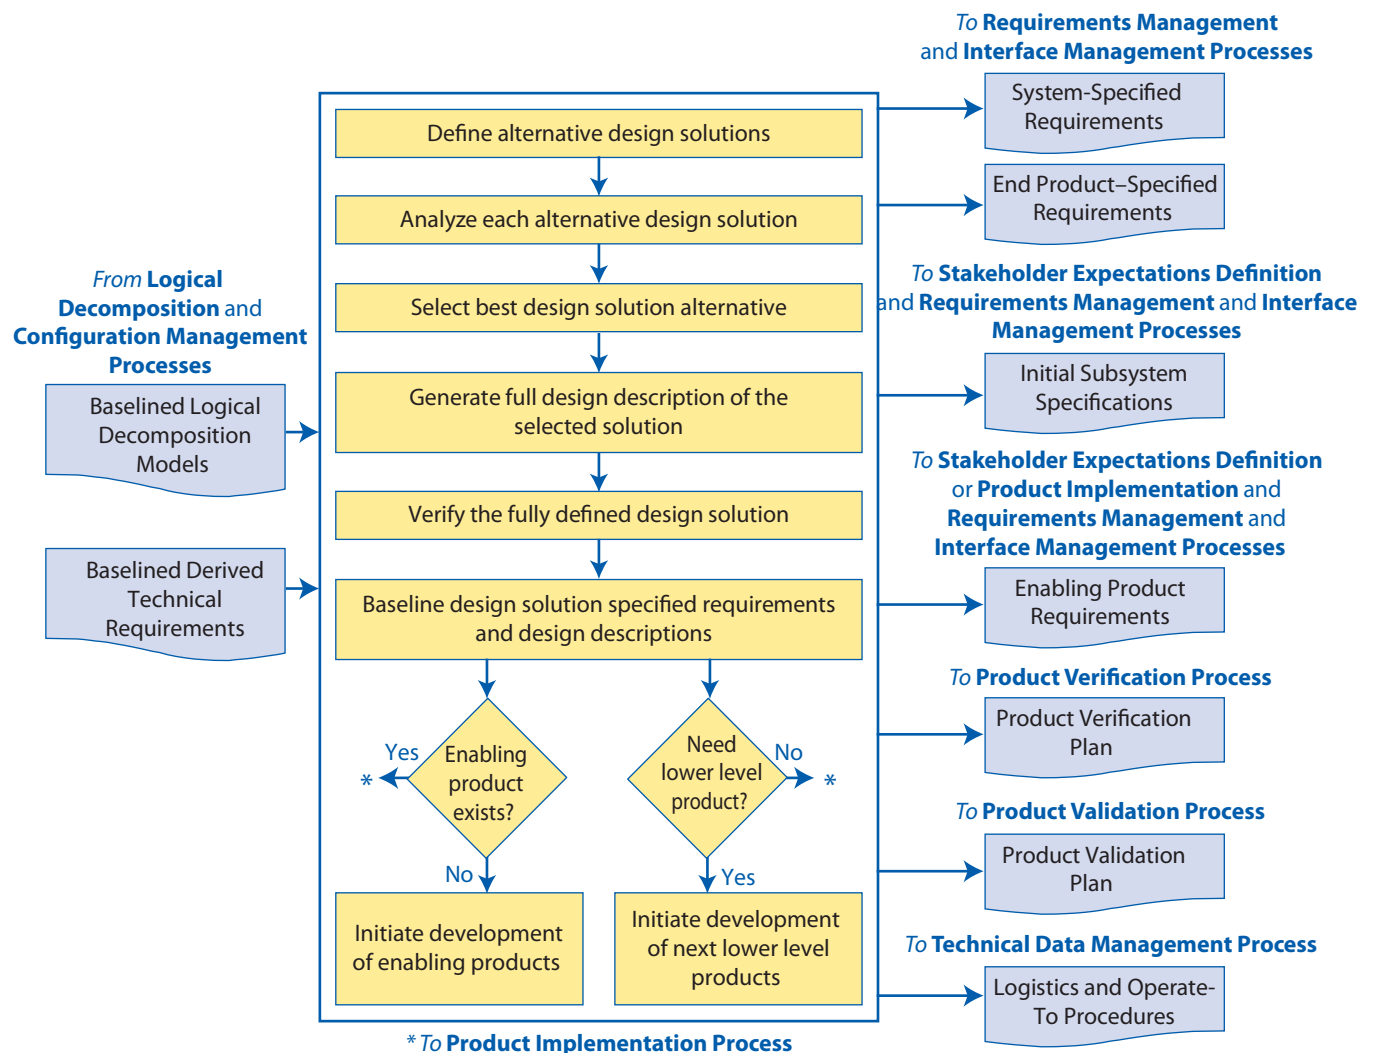 From Logical
Decomposition and
Configuration Management
Processes
Baselined Logical
Decomposition
Models
Baselined Derived
Technical
Requirements
Define alternative design solutions
Analyze each alternative design solution
Select best design solution alternative
Generate full design description of the
selected solution
Verify the fully defined design solution
Baseline design solution specified requirements
and design descriptions
Yes
*
Enabling
product
exists?
No
Need
lower level
product?
No
*
Yes
Initiate development
of enabling products
Initiate development
of next lower level
products
* To Product Implementation Process
To Requirements Management
and Interface Management Processes
System-Specified
Requirements
End Product–Specified
Requirements
To Stakeholder Expectations Definition
and Requirements Management and Interface
Management Processes
Initial Subsystem
Specifications
To Stakeholder Expectations Definition
or Product Implementation and
Requirements Management and
Interface Management Processes
Enabling Product
Requirements
To Product Verification Process
Product Verification
Plan
To Product Validation Process
Product Validation
Plan
To Technical Data Management Process
Logistics and Operate-
To Procedures